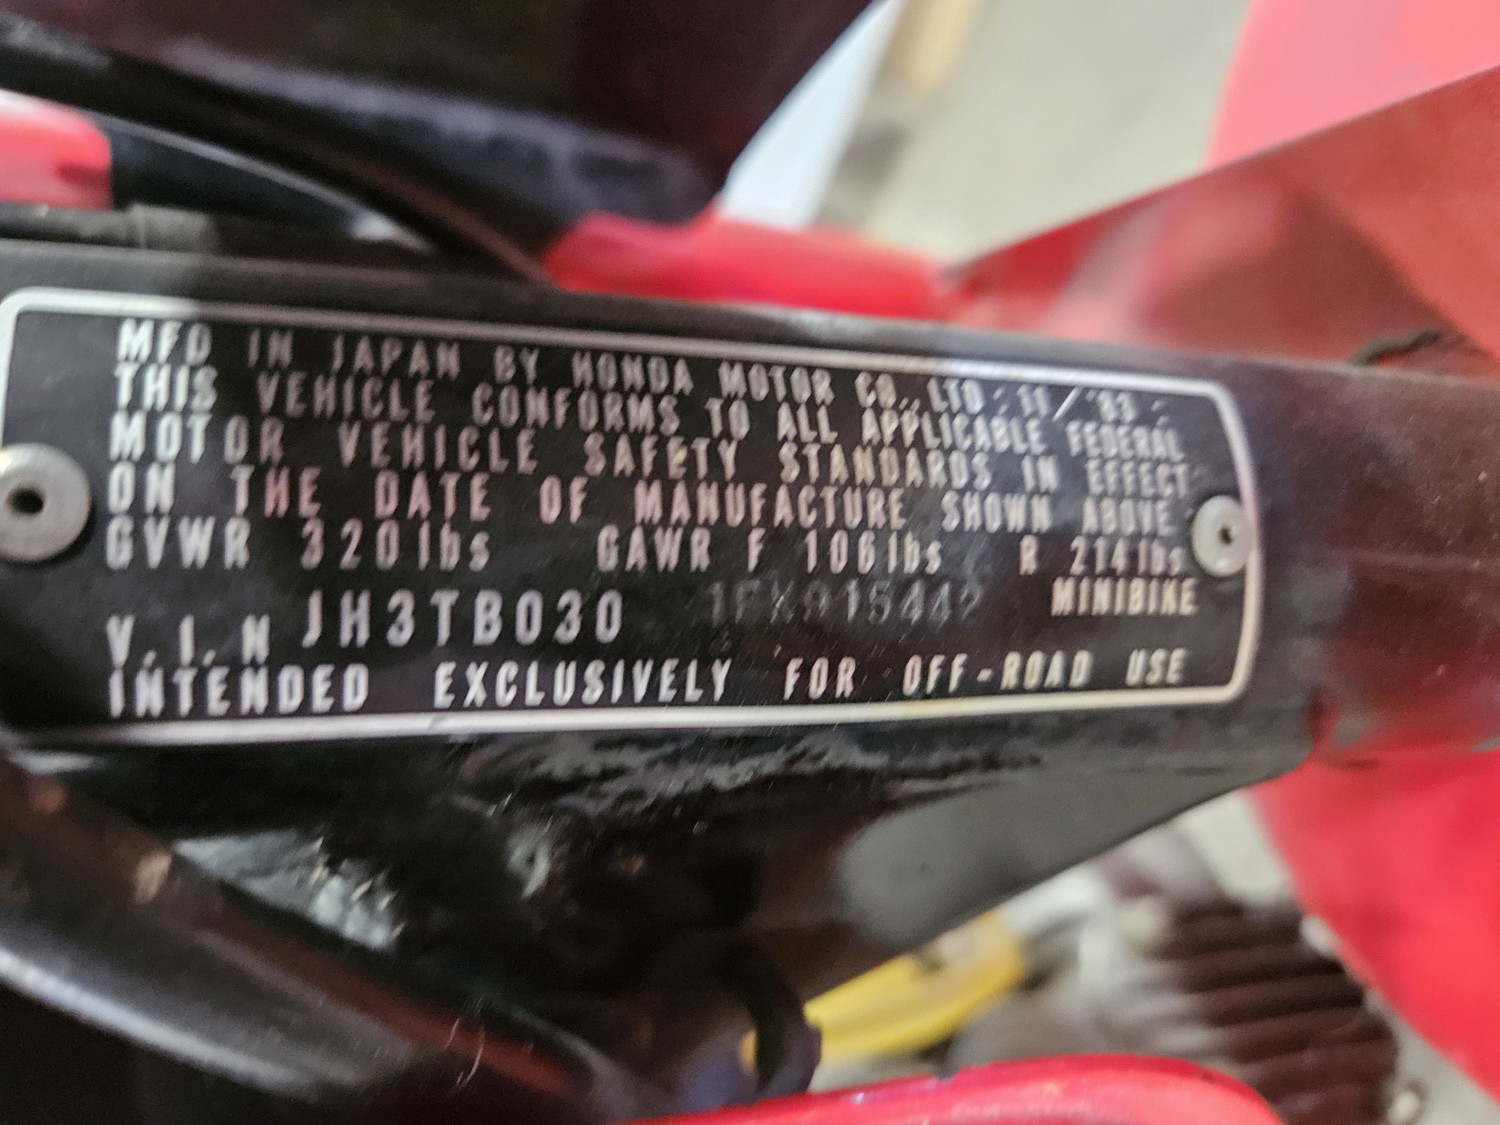 MFD IN JAPAN BY HONDA MOTOR CO., LTD. 11/'83
THIS VEHICLE CONFORMS TO ALL APPLICABLE FEDERAL
MOTOR VEHICLE SAFETY STANDARDS IN EFFECT
ON THE DATE OF MANUFACTURE SHOWN ABOVE
GVWR 320lbs GAWR F 106lbs R 214lbs
MINIBIKE
V.I.N JH3TB030
INTENDED EXCLUSIVELY FOR OFF-ROAD USE